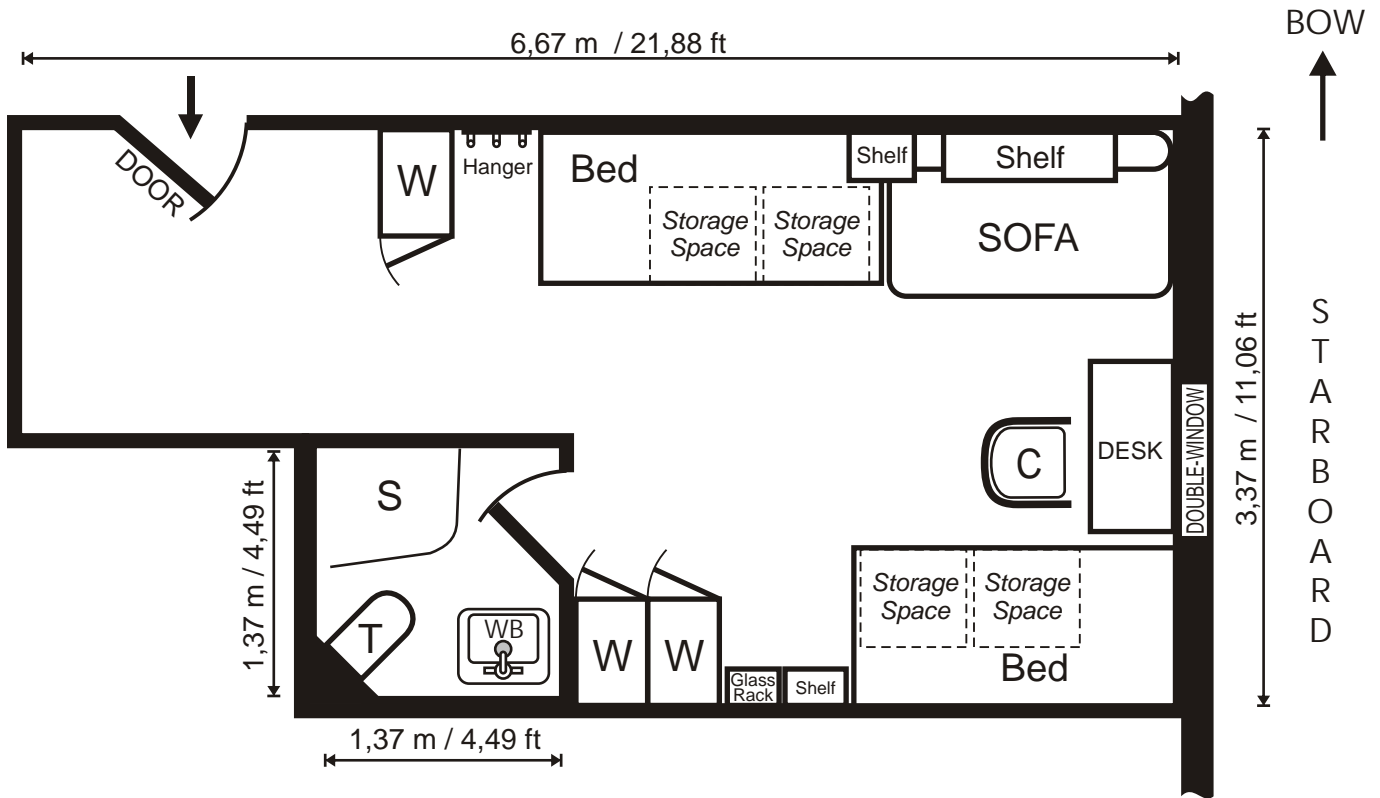 BOW
6,67 m / 21,88 ft
DOOR
W
Hanger
Bed
Shelf
Shelf
Storage
Space
Storage
Space
SOFA
3,37 m / 11,06 ft
STARBOARD
DESK
DOUBLE-WINDOW
C
S
1,37 m / 4,49 ft
T
WB
W
W
Glass
Rack
Shelf
Storage
Space
Storage
Space
Bed
1,37 m / 4,49 ft